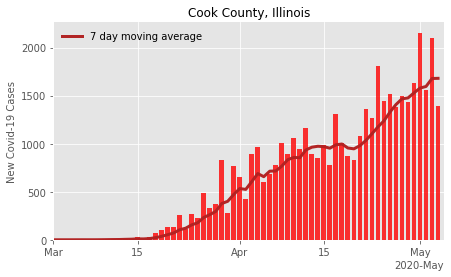 Cook County, Illinois
7 day moving average
New Covid-19 Cases
2000
1500
1000
500
0
Mar
15
Apr
15
May
2020-May